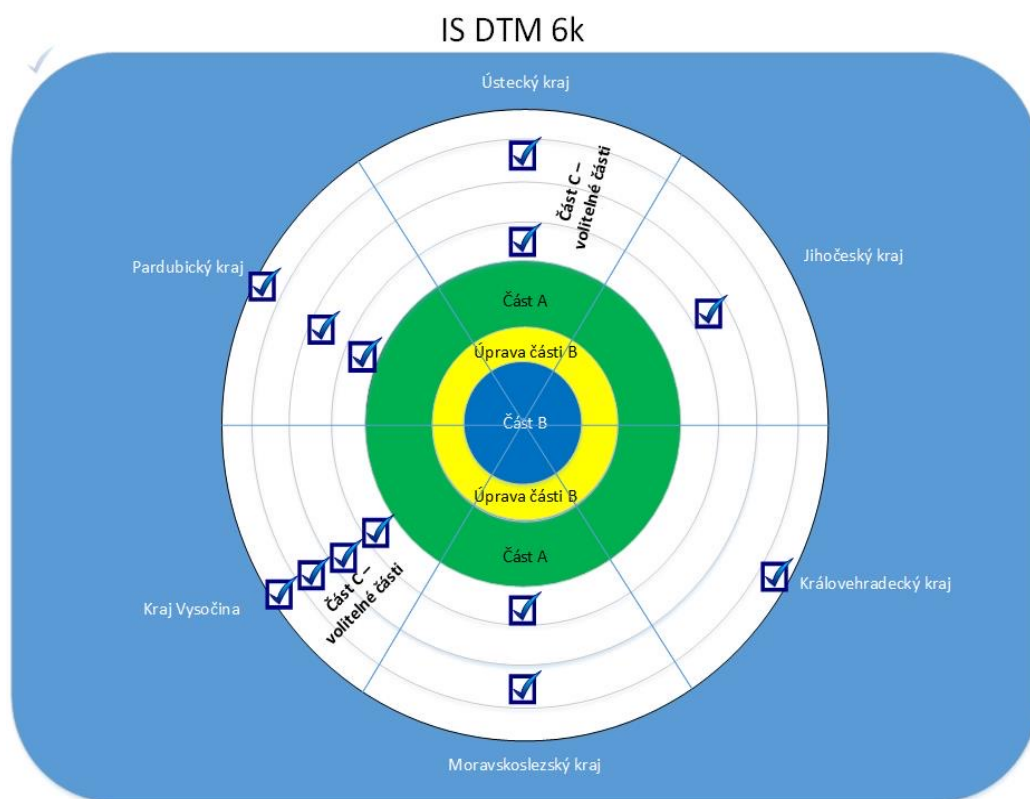 IS DTM 6k
Ústecký kraj
Část C –
volitelné části
Pardubický kraj
Jihočeský kraj
Část A
Úprava části B
Část B
Úprava části B
Část A
Část C –
volitelné části
Kraj Vysočina
Královehradecký kraj
Moravskoslezský kraj